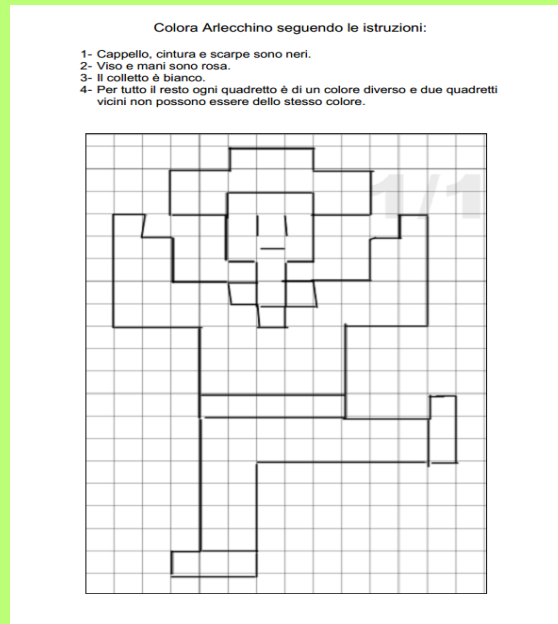 Colora Arlecchino seguendo le istruzioni:
1- Cappello, cintura e scarpe sono neri.
2- Viso e mani sono rosa.
3- Il colletto è bianco.
4- Per tutto il resto ogni quadretto è di un colore diverso e due quadretti
vicini non possono essere dello stesso colore.
1/1